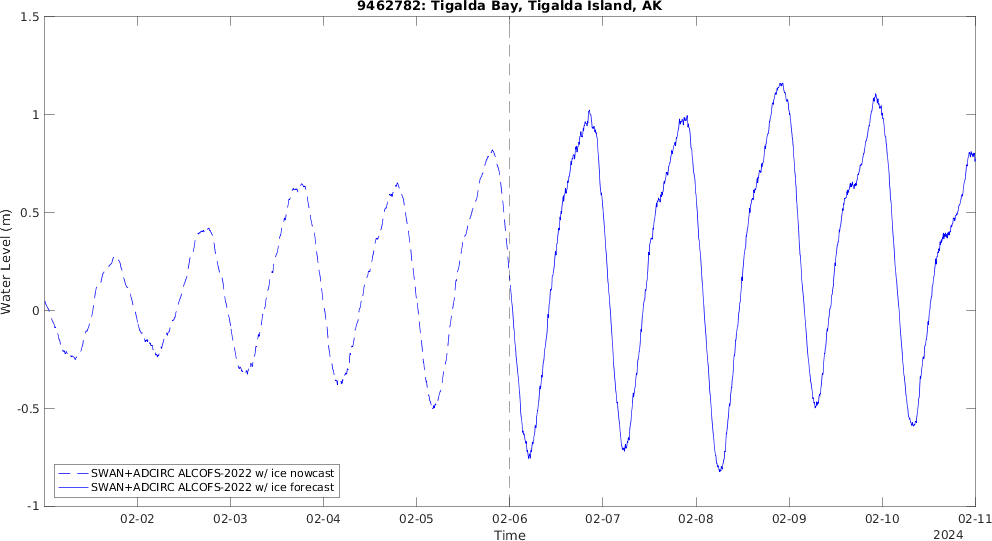 9462782: Tigalda Bay, Tigalda Island, AK
1.5
1
0.5
0
-0.5
-1
Water Level (m)
SWAN+ADCIRC ALCOFS-2022 w/ ice nowcast
SWAN+ADCIRC ALCOFS-2022 w/ ice forecast
02-02 02-03 02-04 02-05 02-06 02-07 02-08 02-09 02-10 02-11
Time
2024